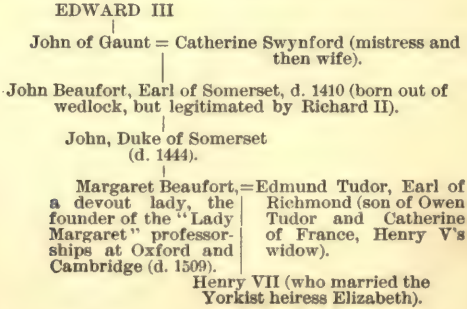 EDWARD III
John of Gaunt = Catherine Swynford (mistress and
then wife).
John Beaufort, Earl of Somerset, d. 1410 (born out of
wedlock, but legitimated by Richard II).
John, Duke of Somerset
(d. 1444).
Margaret Beaufort,
a devout lady, the
founder of the "Lady
Margaret" professor-
ships at Oxford and
Cambridge (d. 1509).
=Edmund Tudor, Earl of
Richmond (son of Owen
Tudor and Catherine
of France, Henry V's
widow).
Henry VII (who married the
Yorkist heiress Elizabeth).